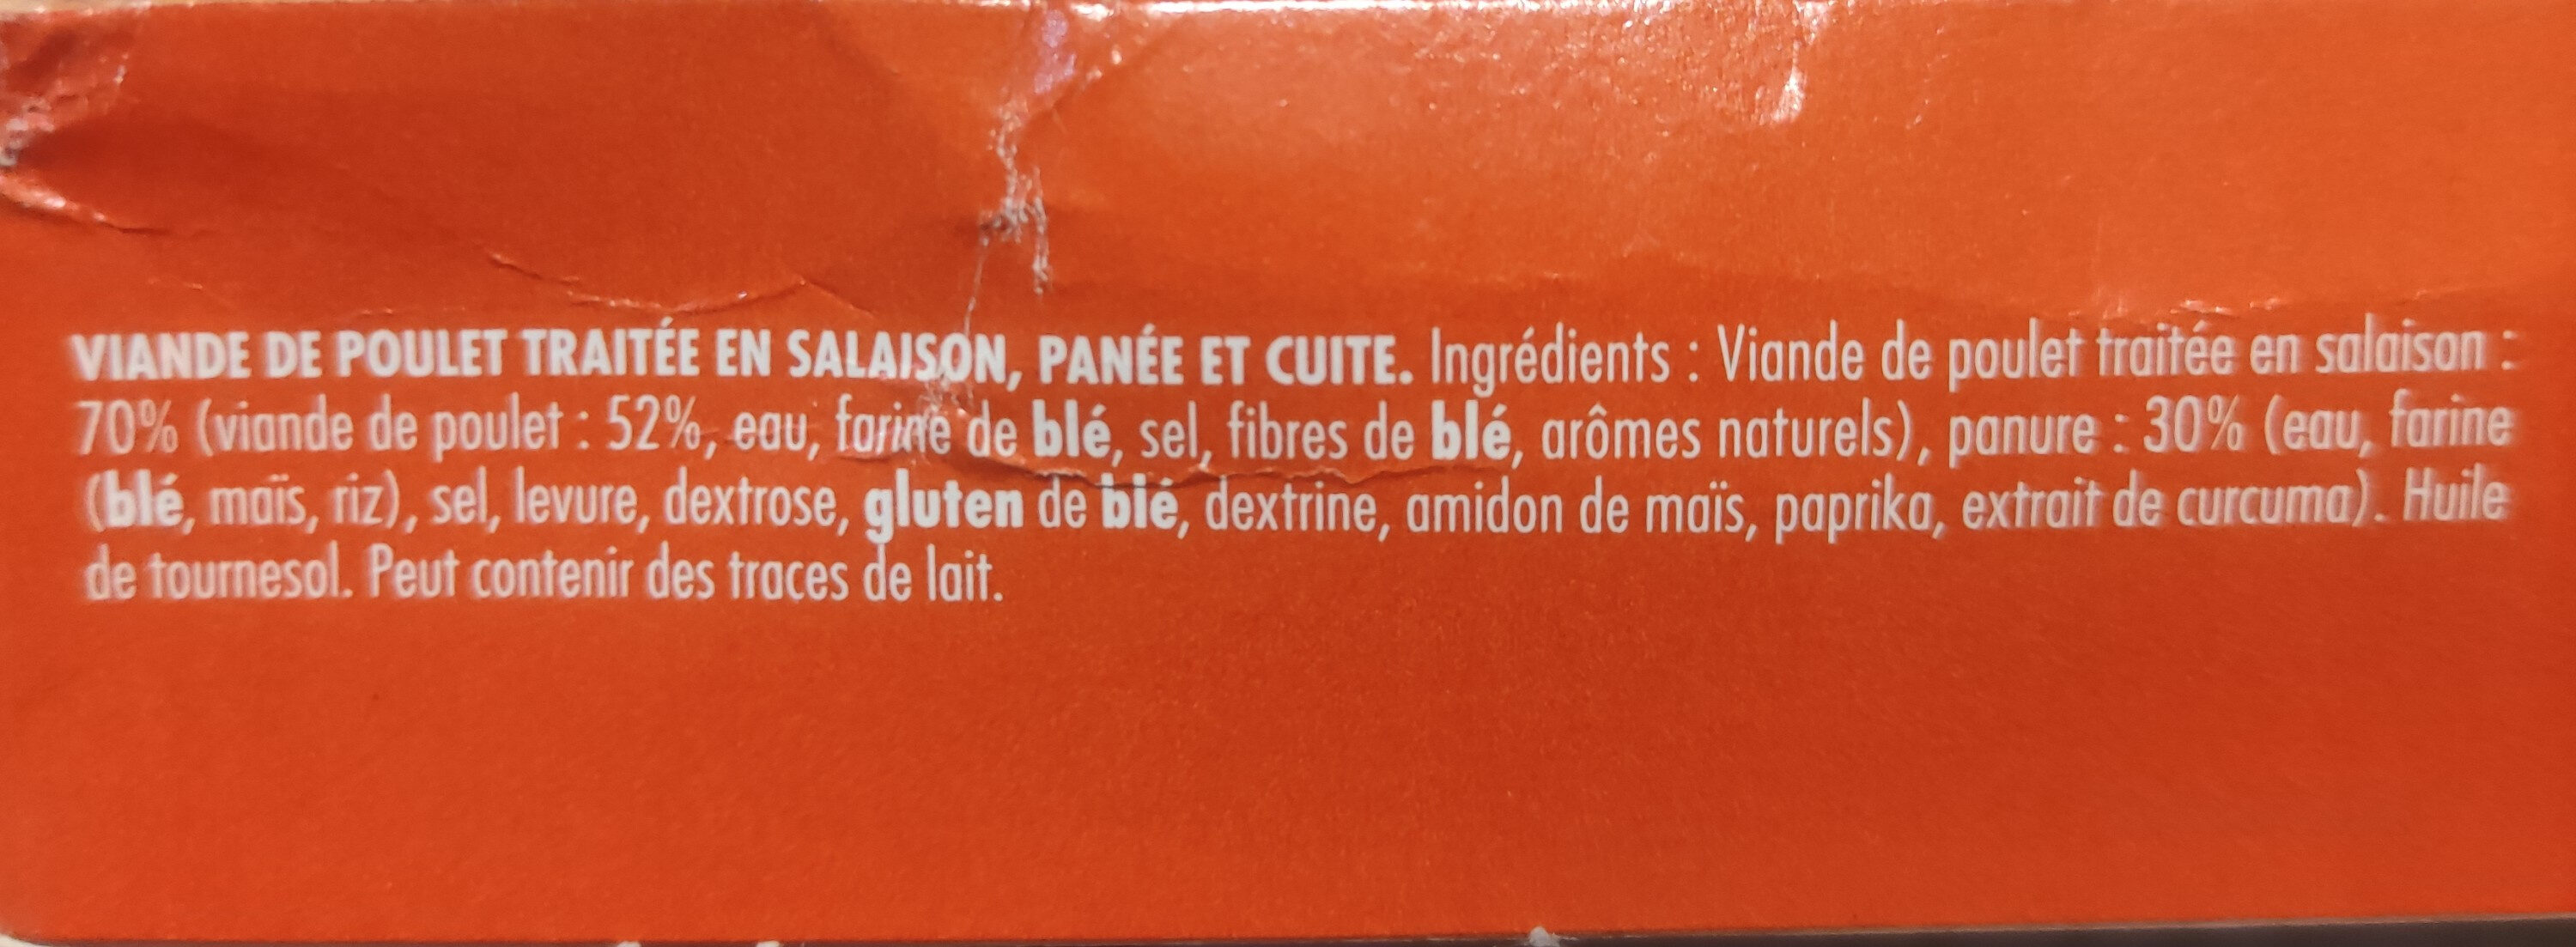 VIANDE DE POULET TRAITÉE EN SALAISON, PANÉE ET CUITE. Ingrédients : Viande de poulet traitée en salaison :
70% (viande de poulet : 52%, eau, farine de blé, sel, fibres de blé, arômes naturels), panure : 30% (eau, farine
(blé, maïs, riz), sel, levure, dextrose, gluten de blé, dextrine, amidon de maïs, paprika, extrait de curcuma). Huile
de tournesol. Peut contenir des traces de lait.